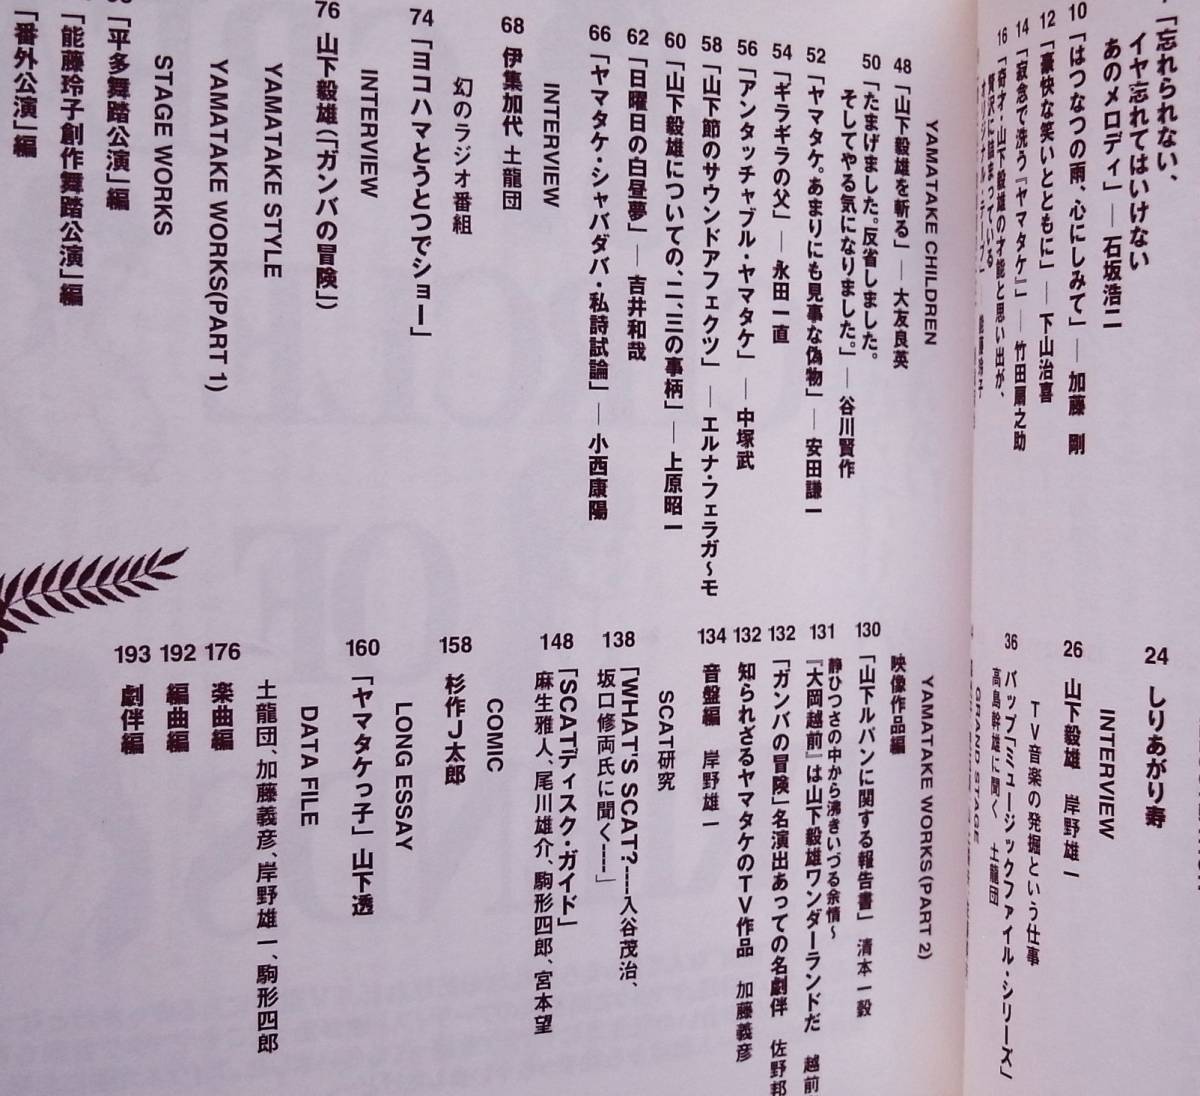 「忘れられない、
イヤ忘れてはいけない
あのメロディ」― 石坂浩二
10 「はつなつの雨、心にしみて」― 加藤 剛
12 「豪快な笑いとともに」― 下山治喜
14 「寂念で洗う『ヤマタケ』」― 竹田扇之助
16 「奇才・山下毅雄の才能と思い出が、
贅沢に詰まっている
24 しりあがり寿
INTERVIEW
26 山下毅雄 岸野雄一
TV音楽の発掘という仕事
36 バップ「ミュージックファイル・シリーズ」
高島幹雄に聞く 土龍団
GRAND STAGE
YAMATAKE CHILDREN
48 「山下毅雄を斬る」― 大友良英
50 「たまげました。反省しました。
そしてやる気になりました。」― 谷川賢作
52 「ヤマタケ。あまりにも見事な偽物」― 安田謙一
54 「ギラギラの父」― 永田一直
56 「アンタッチャブル・ヤマタケ」― 中塚武
58 「山下節のサウンドアフェクツ」― エルナ・フェラガ〜モ
60 「山下毅雄についての、二、三の事柄」― 上原昭一
62 「日曜日の白昼夢」― 吉井和哉
66 「ヤマタケ・シャバダバ・私詩試論」― 小西康陽
INTERVIEW
68 伊集加代 土龍団
幻のラジオ番組
74 「ヨコハマとうとつでショー」
INTERVIEW
76 山下毅雄(「ガンバの冒険」)
YAMATAKE STYLE
YAMATAKE WORKS(PART 1)
STAGE WORKS
「平多舞踏公演」編
「能藤玲子創作舞踏公演」編
「番外公演」編
YAMATAKE WORKS(PART 2)
映像作品編
130 「山下ルパンに関する報告書」 清本一毅
静ひつさの中から沸きいづる余情〜
131 『大岡越前』は山下毅雄ワンダーランドだ 越前
132 「ガンバの冒険」名演出あっての名劇伴 佐野邦
132 知られざるヤマタケのTV作品 加藤義彦
134 音盤編 岸野雄一
SCAT研究
138 「WHAT'S SCAT?----入谷茂治、
坂口修両氏に聞く----」
148 「SCATディスク・ガイド」
麻生雅人、尾川雄介、駒形四郎、宮本望
COMIC
158 杉作J太郎
LONG ESSAY
160 「ヤマタケっ子」山下透
DATA FILE
土龍団、加藤義彦、岸野雄一、駒形四郎
176 楽曲編
192 編曲編
193 劇伴編